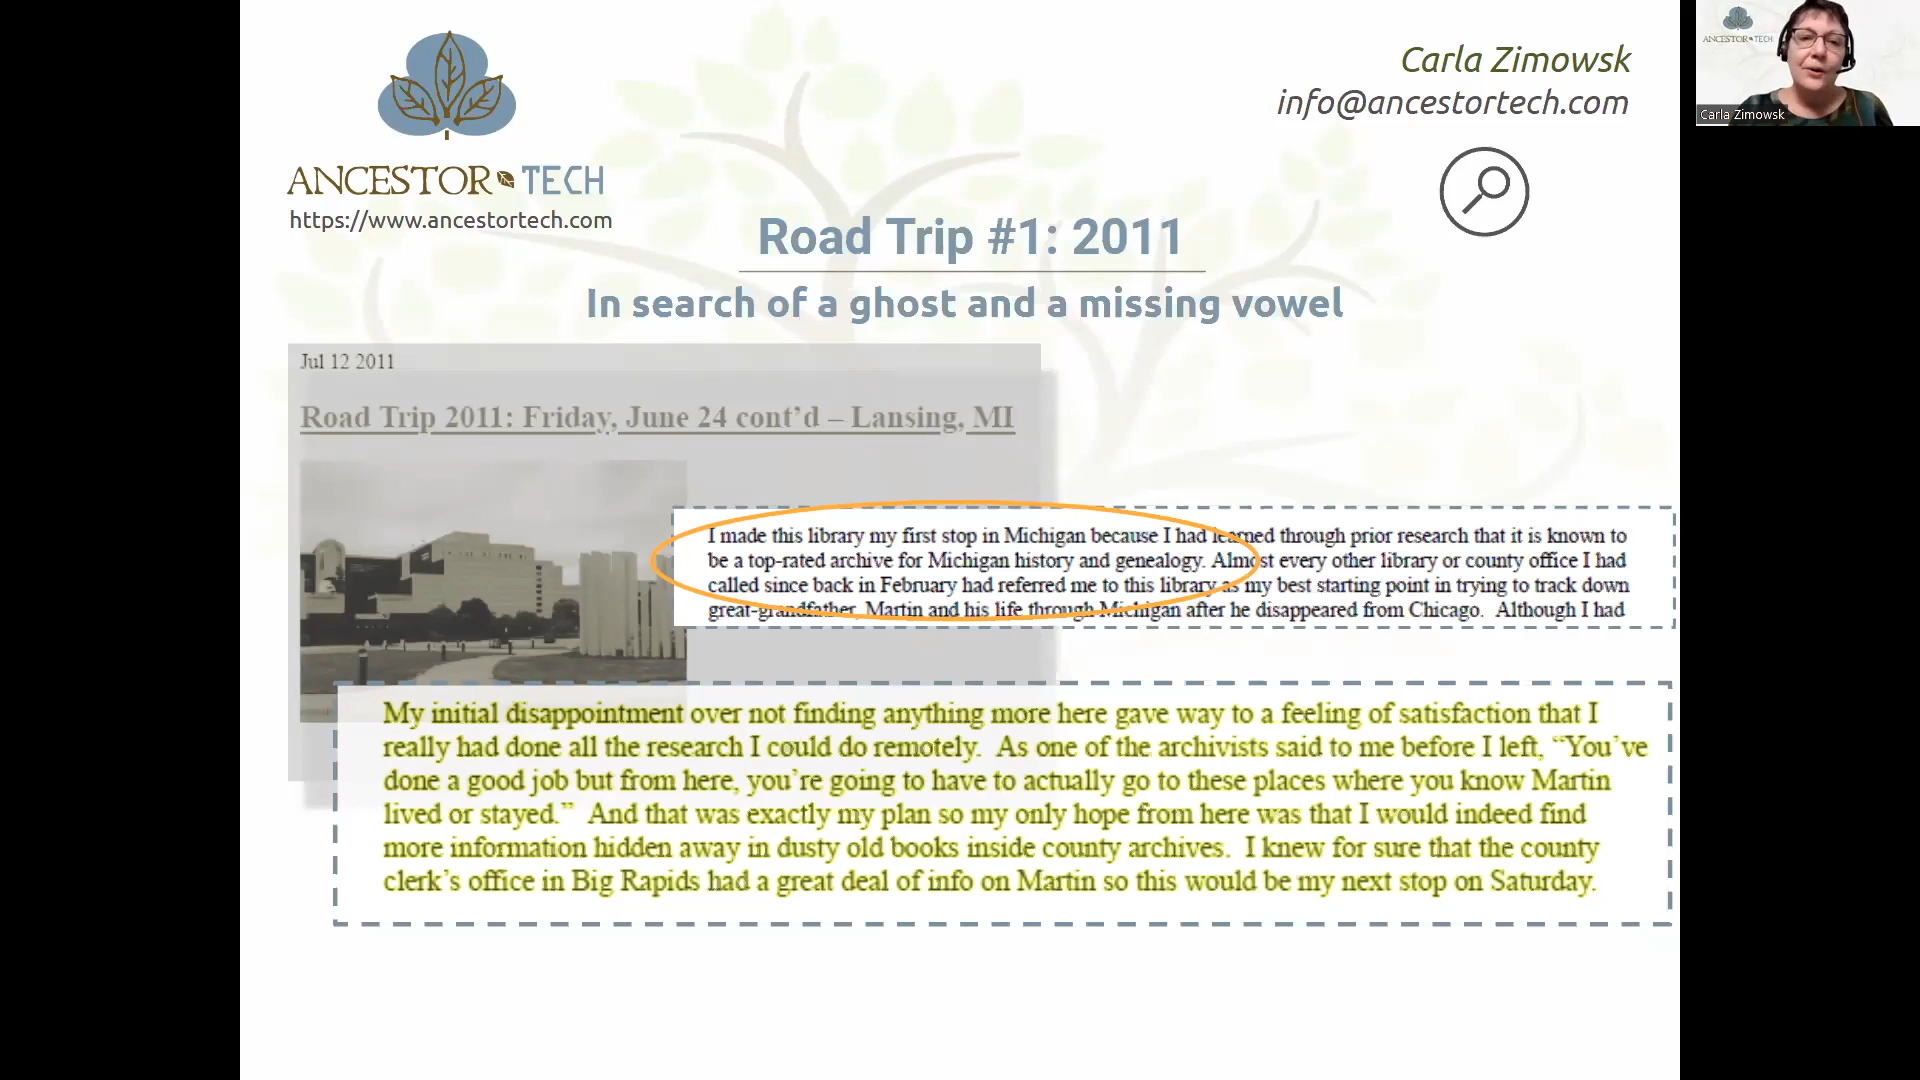 ANCESTOR TECH
https://www.ancestortech.com
Carla Zimowsk
info@ancestortech.com
Road Trip #1: 2011
In search of a ghost and a missing vowel
Jul 12 2011
Road Trip 2011: Friday, June 24 cont’d – Lansing, MI
I made this library my first stop in Michigan because I had learned through prior research that it is known to
be a top-rated archive for Michigan history and genealogy. Almost every other library or county office I had
called since back in February had referred me to this library as my best starting point in trying to track down
great-grandfather, Martin and his life through Michigan after he disappeared from Chicago. Although I had
My initial disappointment over not finding anything more here gave way to a feeling of satisfaction that I
really had done all the research I could do remotely. As one of the archivists said to me before I left, “You’ve
done a good job but from here, you’re going to have to actually go to these places where you know Martin
lived or stayed.” And that was exactly my plan so my only hope from here was that I would indeed find
more information hidden away in dusty old books inside county archives. I knew for sure that the county
clerk’s office in Big Rapids had a great deal of info on Martin so this would be my next stop on Saturday.
ANCESTOR TECH
Carla Zimowsk